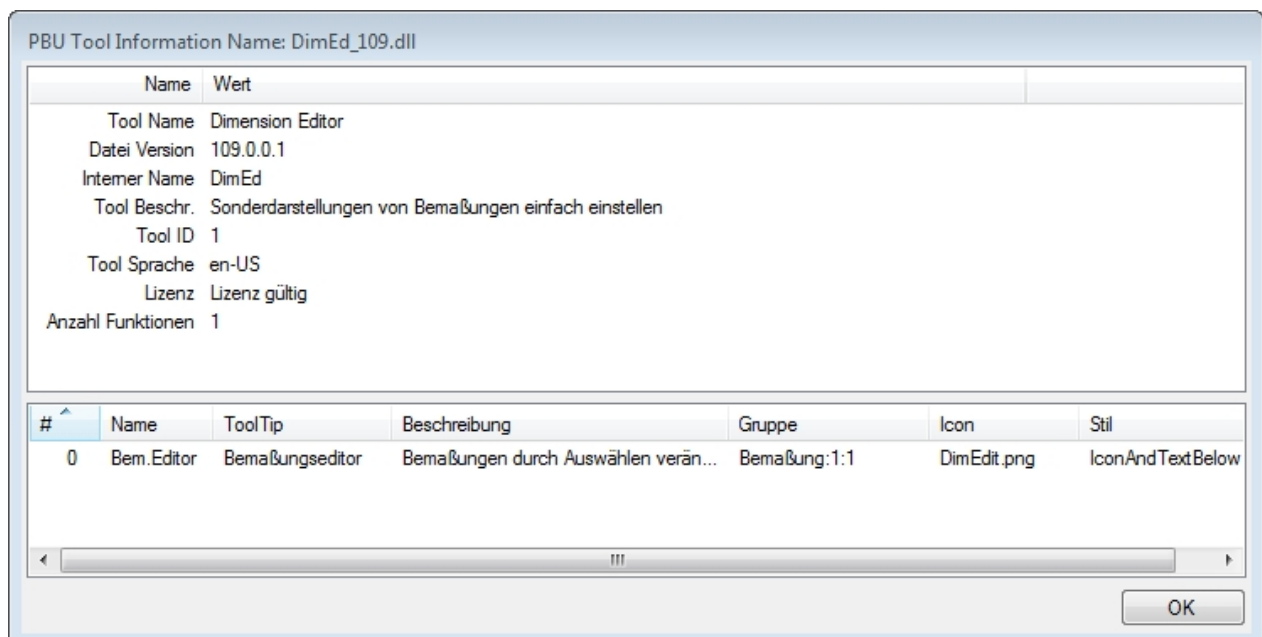 PBU Tool Information Name: DimEd_109.dll
Name Wert
Tool Name Dimension Editor
Datei Version 109.0.0.1
Interner Name DimEd
Tool Beschr. Sonderdarstellungen von Bemaßungen einfach einstellen
Tool ID 1
Tool Sprache en-US
Lizenz Lizenz gültig
Anzahl Funktionen 1
# Name ToolTip Beschreibung Gruppe Icon Stil
0 Bem.Editor Bemaßungseditor Bemaßungen durch Auswählen verän... Bemaßung:1:1 DimEdit.png IconAndTextBelow
OK